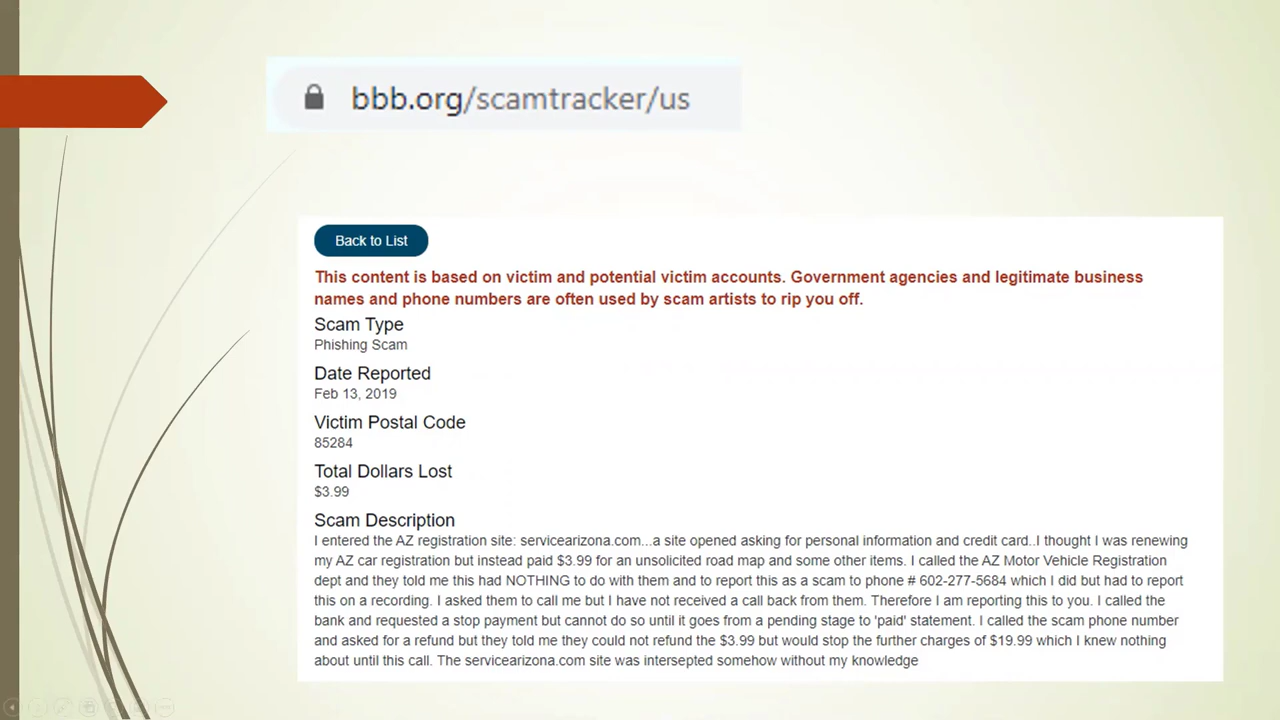 bbb.org/scamtracker/us
Back to List
This content is based on victim and potential victim accounts. Government agencies and legitimate business
names and phone numbers are often used by scam artists to rip you off.
Scam Type
Phishing Scam
Date Reported
Feb 13, 2019
Victim Postal Code
85284
Total Dollars Lost
$3.99
Scam Description
I entered the AZ registration site: servicearizona.com...a site opened asking for personal information and credit card..I thought I was renewing
my AZ car registration but instead paid $3.99 for an unsolicited road map and some other items. I called the AZ Motor Vehicle Registration
dept and they told me this had NOTHING to do with them and to report this as a scam to phone # 602-277-5684 which I did but had to report
this on a recording. I asked them to call me but I have not received a call back from them. Therefore I am reporting this to you. I called the
bank and requested a stop payment but cannot do so until it goes from a pending stage to 'paid' statement. I called the scam phone number
and asked for a refund but they told me they could not refund the $3.99 but would stop the further charges of $19.99 which I knew nothing
about until this call. The servicearizona.com site was intersepted somehow without my knowledge